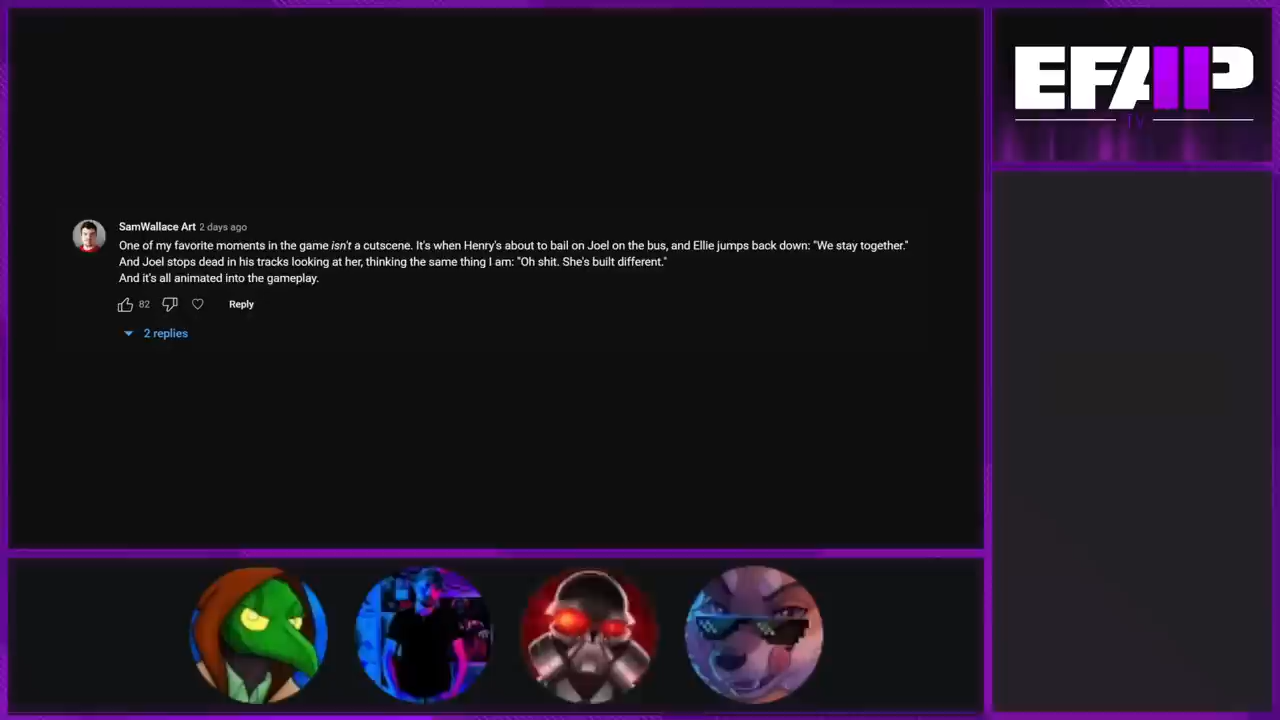 EFAP
TV
SamWallace Art 2 days ago
One of my favorite moments in the game isn't a cutscene. It's when Henry's about to bail on Joel on the bus, and Ellie jumps back down: "We stay together."
And Joel stops dead in his tracks looking at her, thinking the same thing I am: "Oh shit. She's built different."
And it's all animated into the gameplay.
82 Reply
2 replies